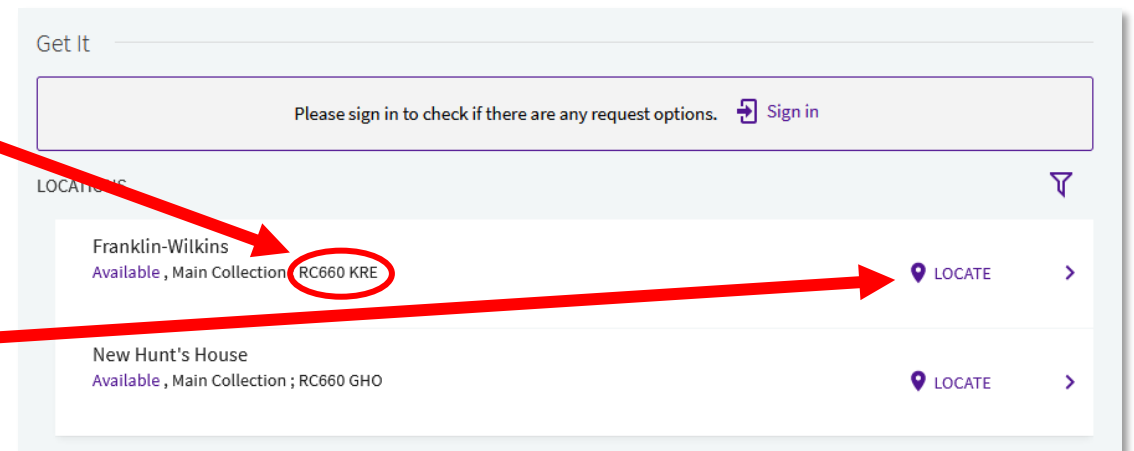 Get It
Please sign in to check if there are any request options. Sign in
LOCATIONS
Franklin-Wilkins
Available , Main Collection RC660 KRE
LOCATE
New Hunt's House
Available , Main Collection ; RC660 GHO
LOCATE